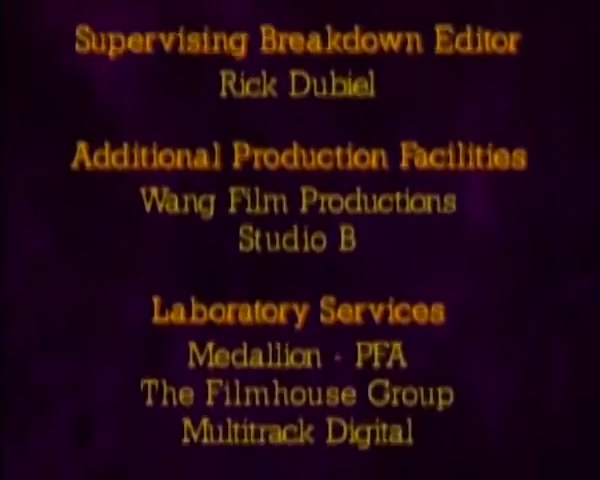 Supervising Breakdown Editor
Rick Dubiel
Additional Production Facilities
Wang Film Productions
Studio B
Laboratory Services
Medallion · PFA
The Filmhouse Group
Multitrack Digital